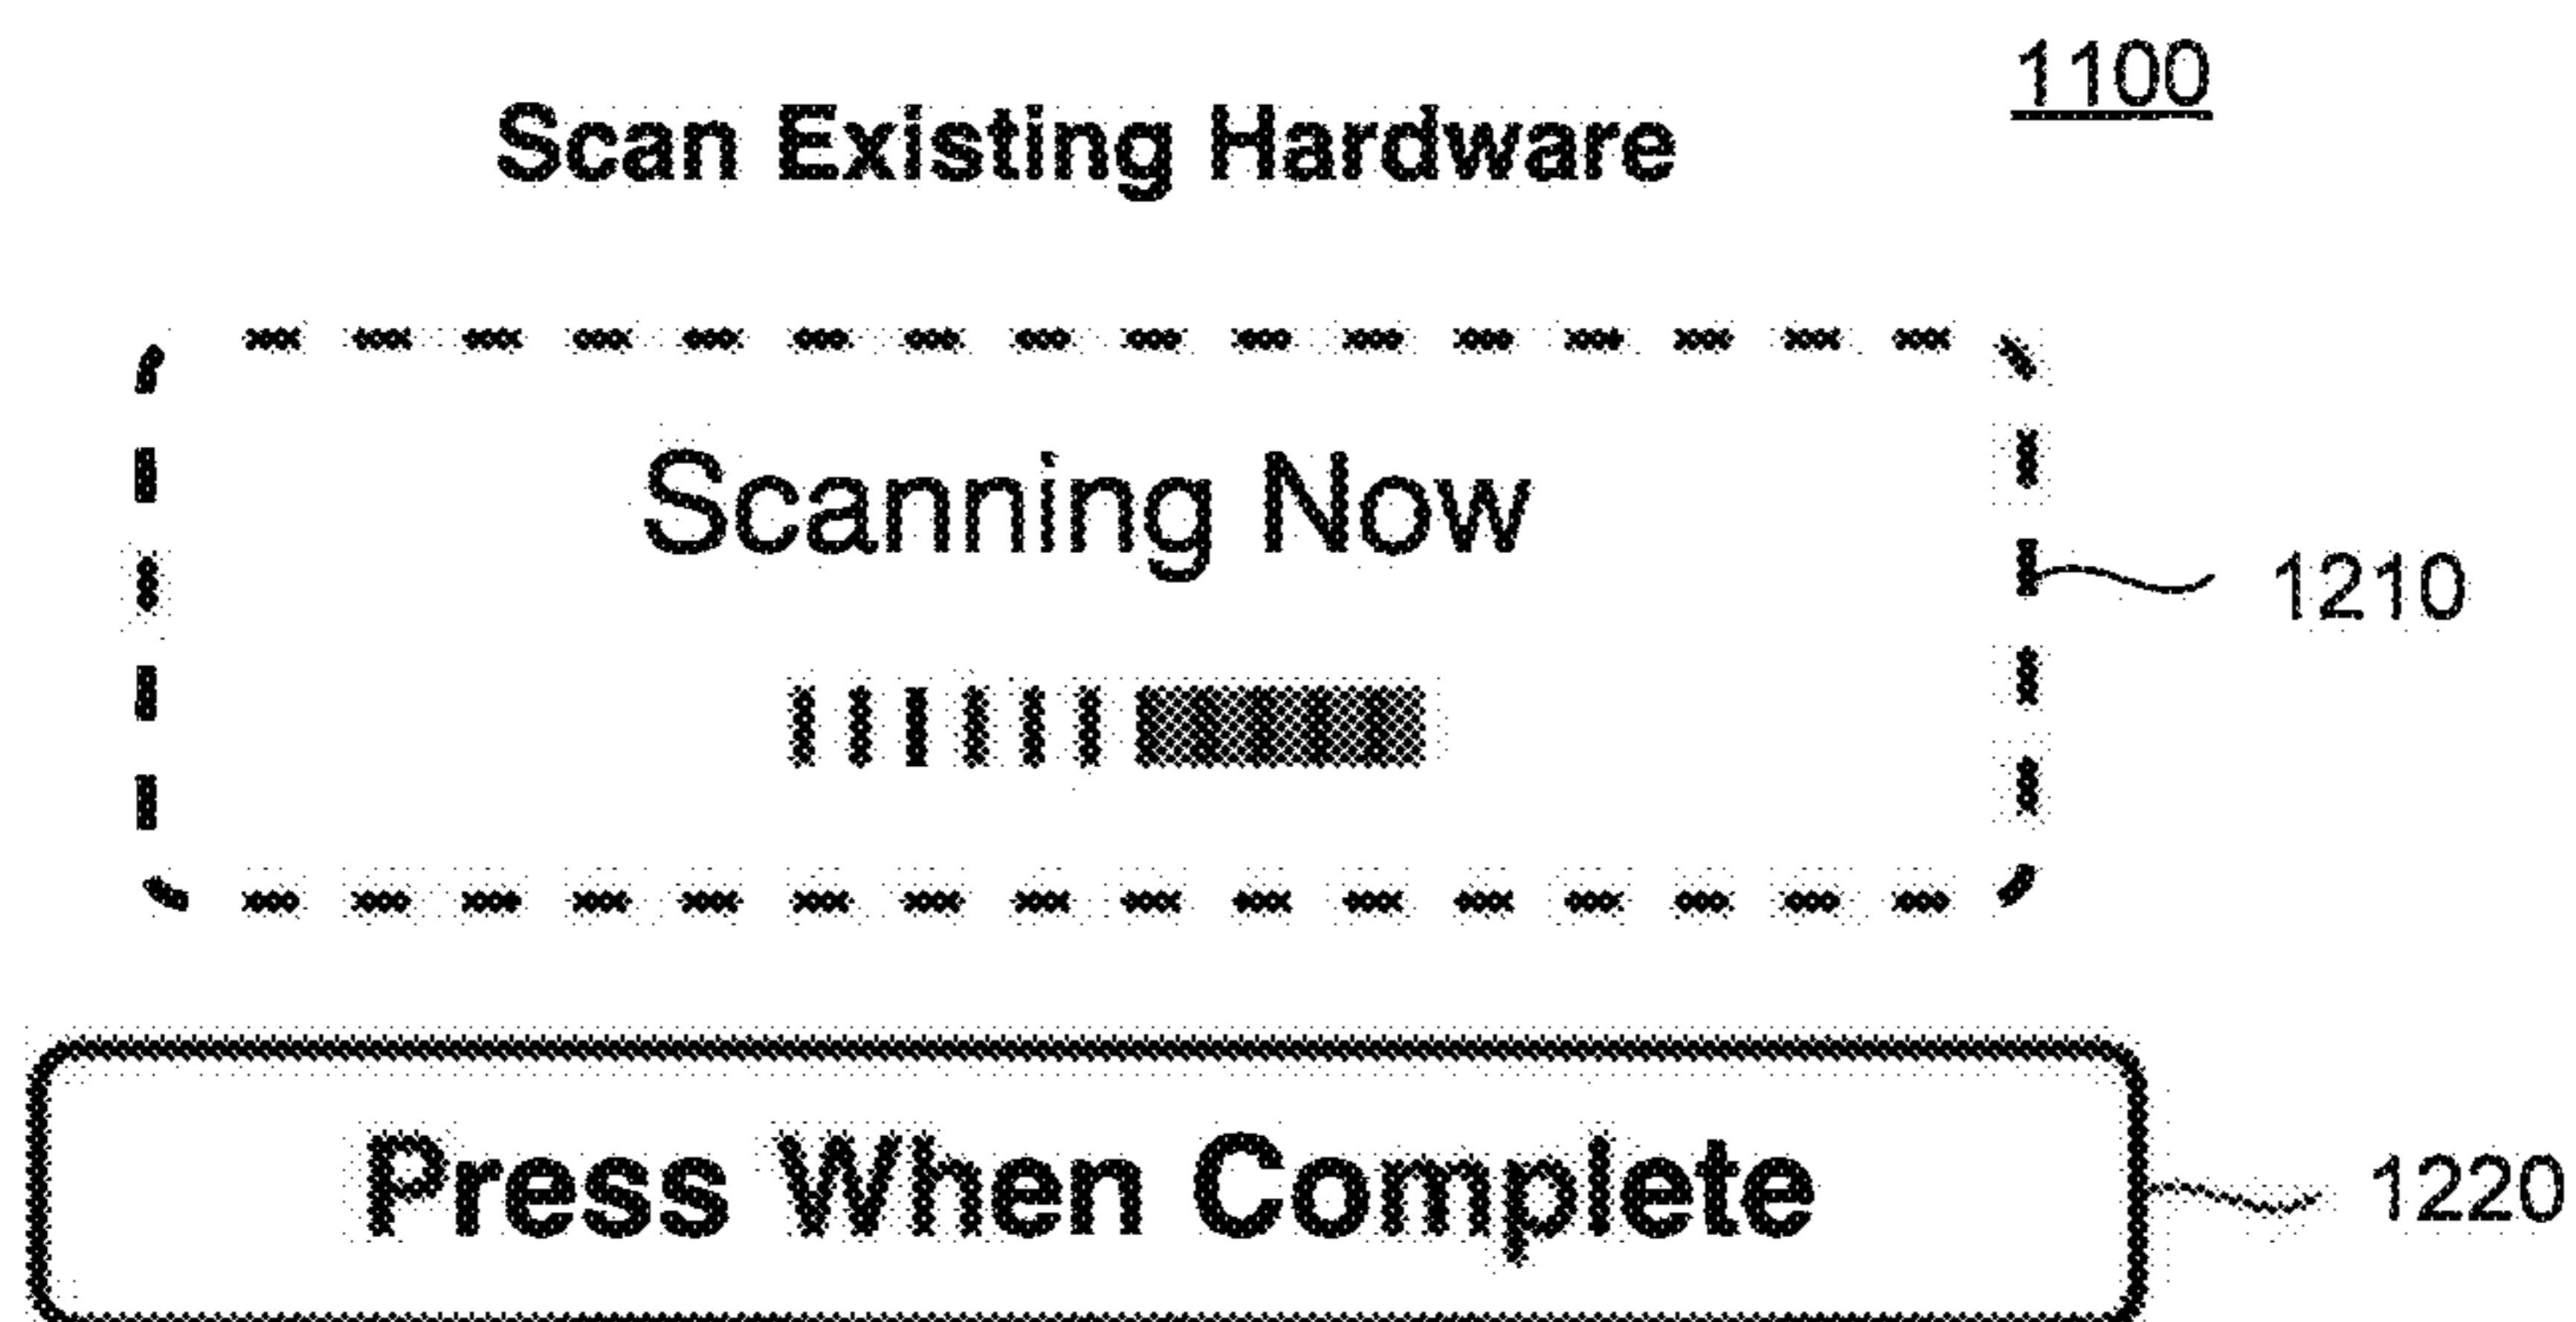 1100
Scan Existing Hardware
Scanning Now
1210
Press When Complete
1220